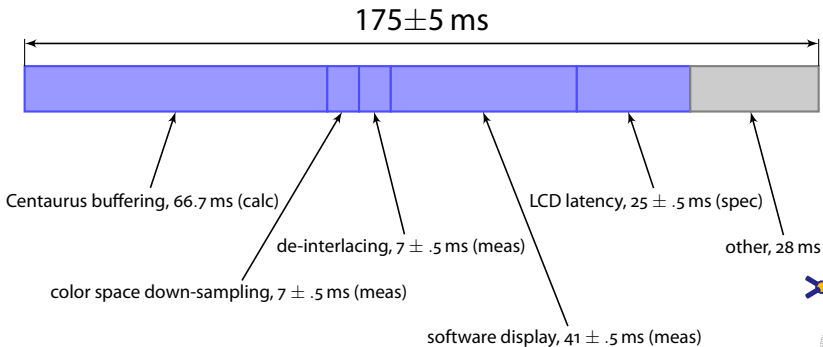 175±5 ms
Centaurus buffering, 66.7 ms (calc)
LCD latency, 25 ± .5 ms (spec)
de-interlacing, 7 ± .5 ms (meas)
other, 28 ms
color space down-sampling, 7 ± .5 ms (meas)
software display, 41 ± .5 ms (meas)